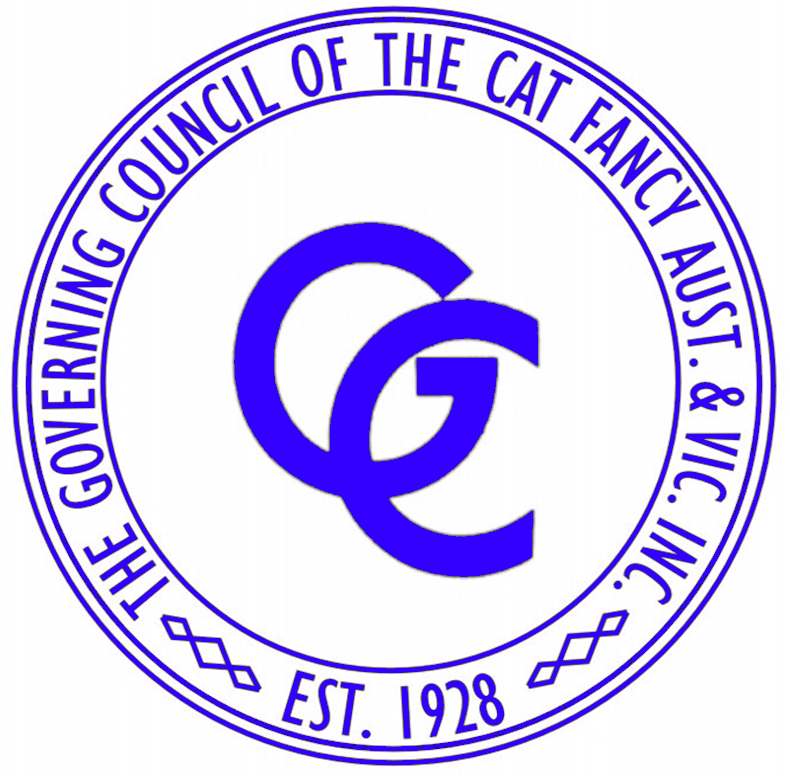 THE GOVERNING COUNCIL OF THE CAT FANCY AUST. & VIC. INC.
GC
EST. 1928